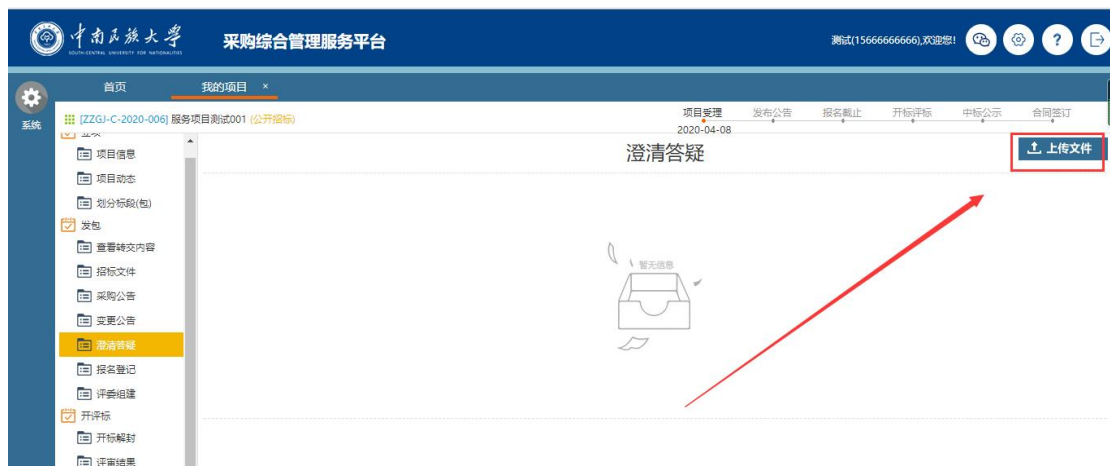 中南民族大学
SOUTH-CENTRAL UNIVERSITY FOR NATIONALITIES
采购综合管理服务平台
测试(15666666666),欢迎您!
?
首页
我的项目 ×
系统
[ZZGJ-C-2020-006] 服务项目测试001 (公开招标)
项目受理 发布公告 报名截止 开标评标 中标公示 合同签订
2020-04-08
项目信息
项目动态
划分标段(包)
发包
查看转交内容
招标文件
采购公告
变更公告
澄清答疑
报名登记
评委组建
开评标
开标解封
评审结果
澄清答疑
上传文件
暂无信息